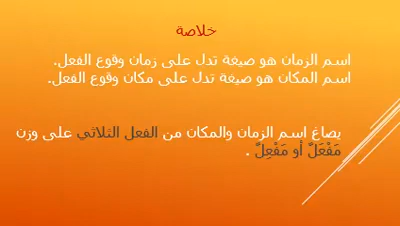 خلاصة
اسم الزمان هو صيغة تدل على زمان وقوع الفعل.
اسم المكان هو صيغة تدل على مكان وقوع الفعل.
يصاغ اسم الزمان والمكان من الفعل الثلاثي على وزن
مَفْعَلٌ أو مَفْعِلٌ .